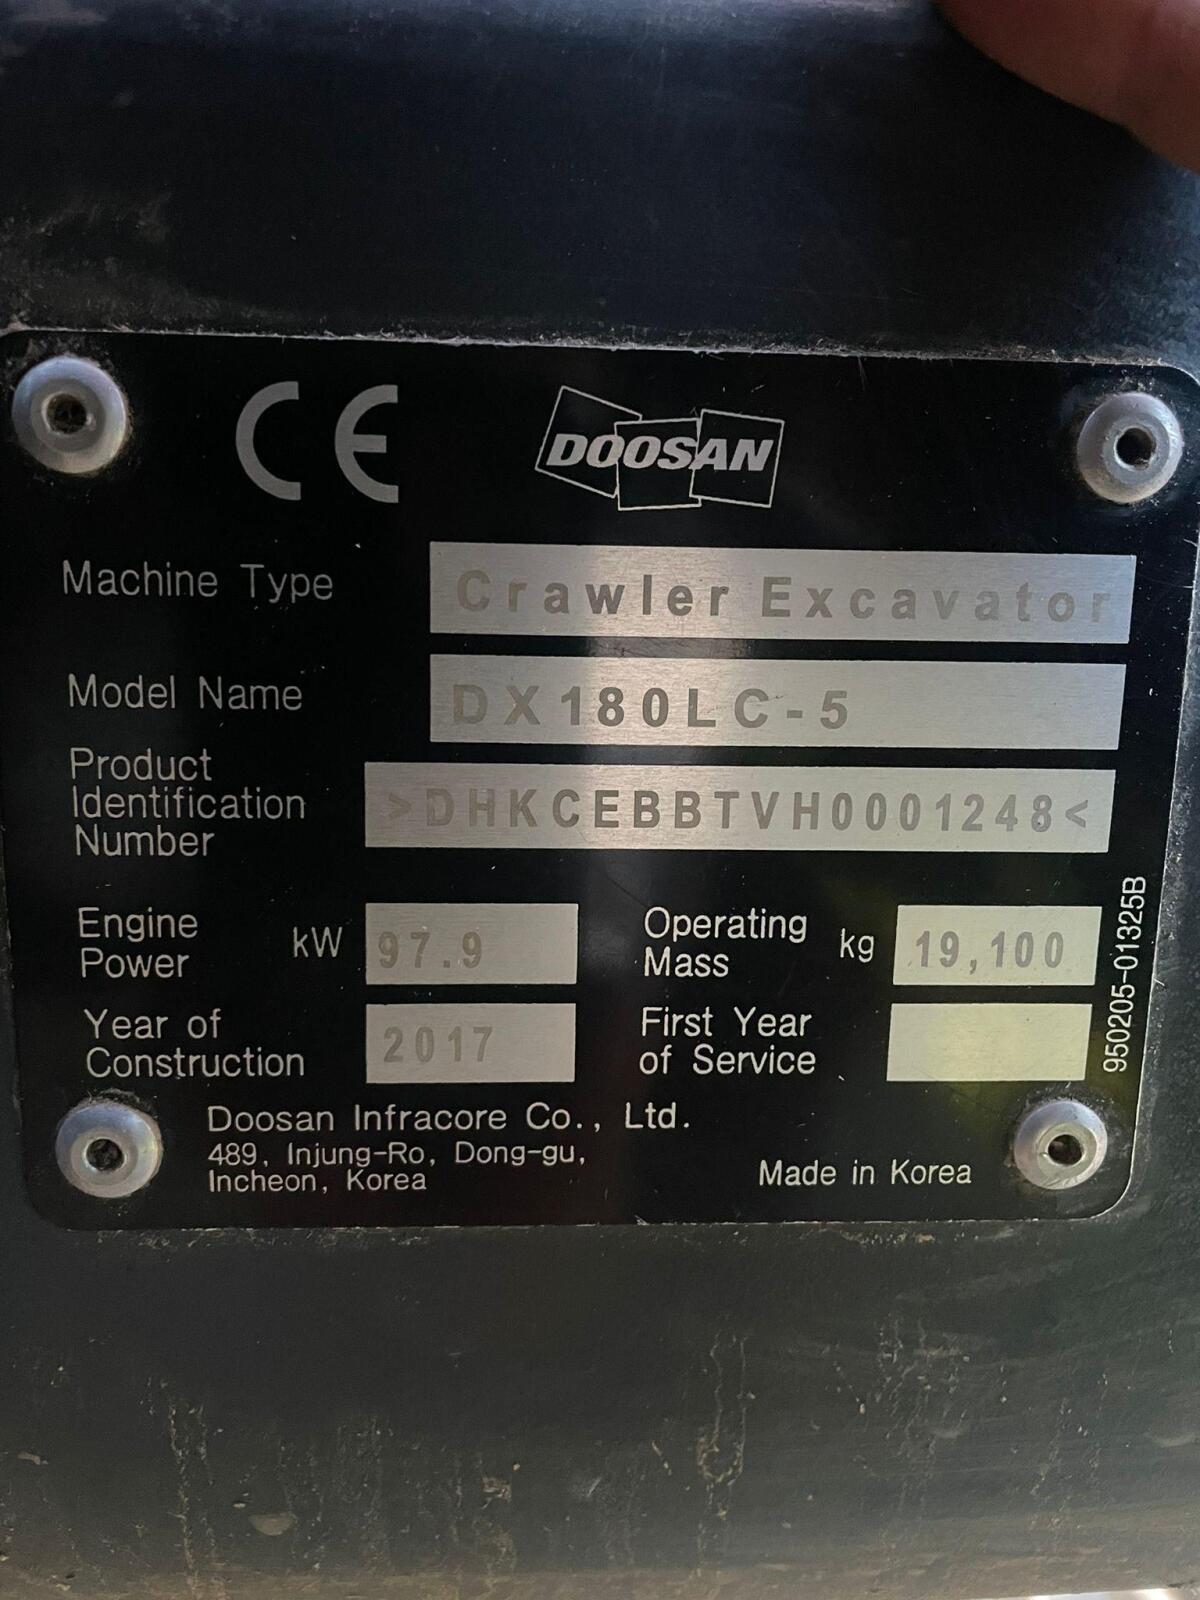 CE
DOOSAN
Machine Type Crawler Excavator
Model Name DX180LC-5
Product
Identification
Number >DHKCEBBTVH0001248<
Engine
Power kW 97.9
Operating
Mass kg 19,100
Year of
Construction 2017
First Year
of Service
Doosan Infracore Co., Ltd.
489, Injung-Ro, Dong-gu,
Incheon, Korea
Made in Korea
950205-01325B